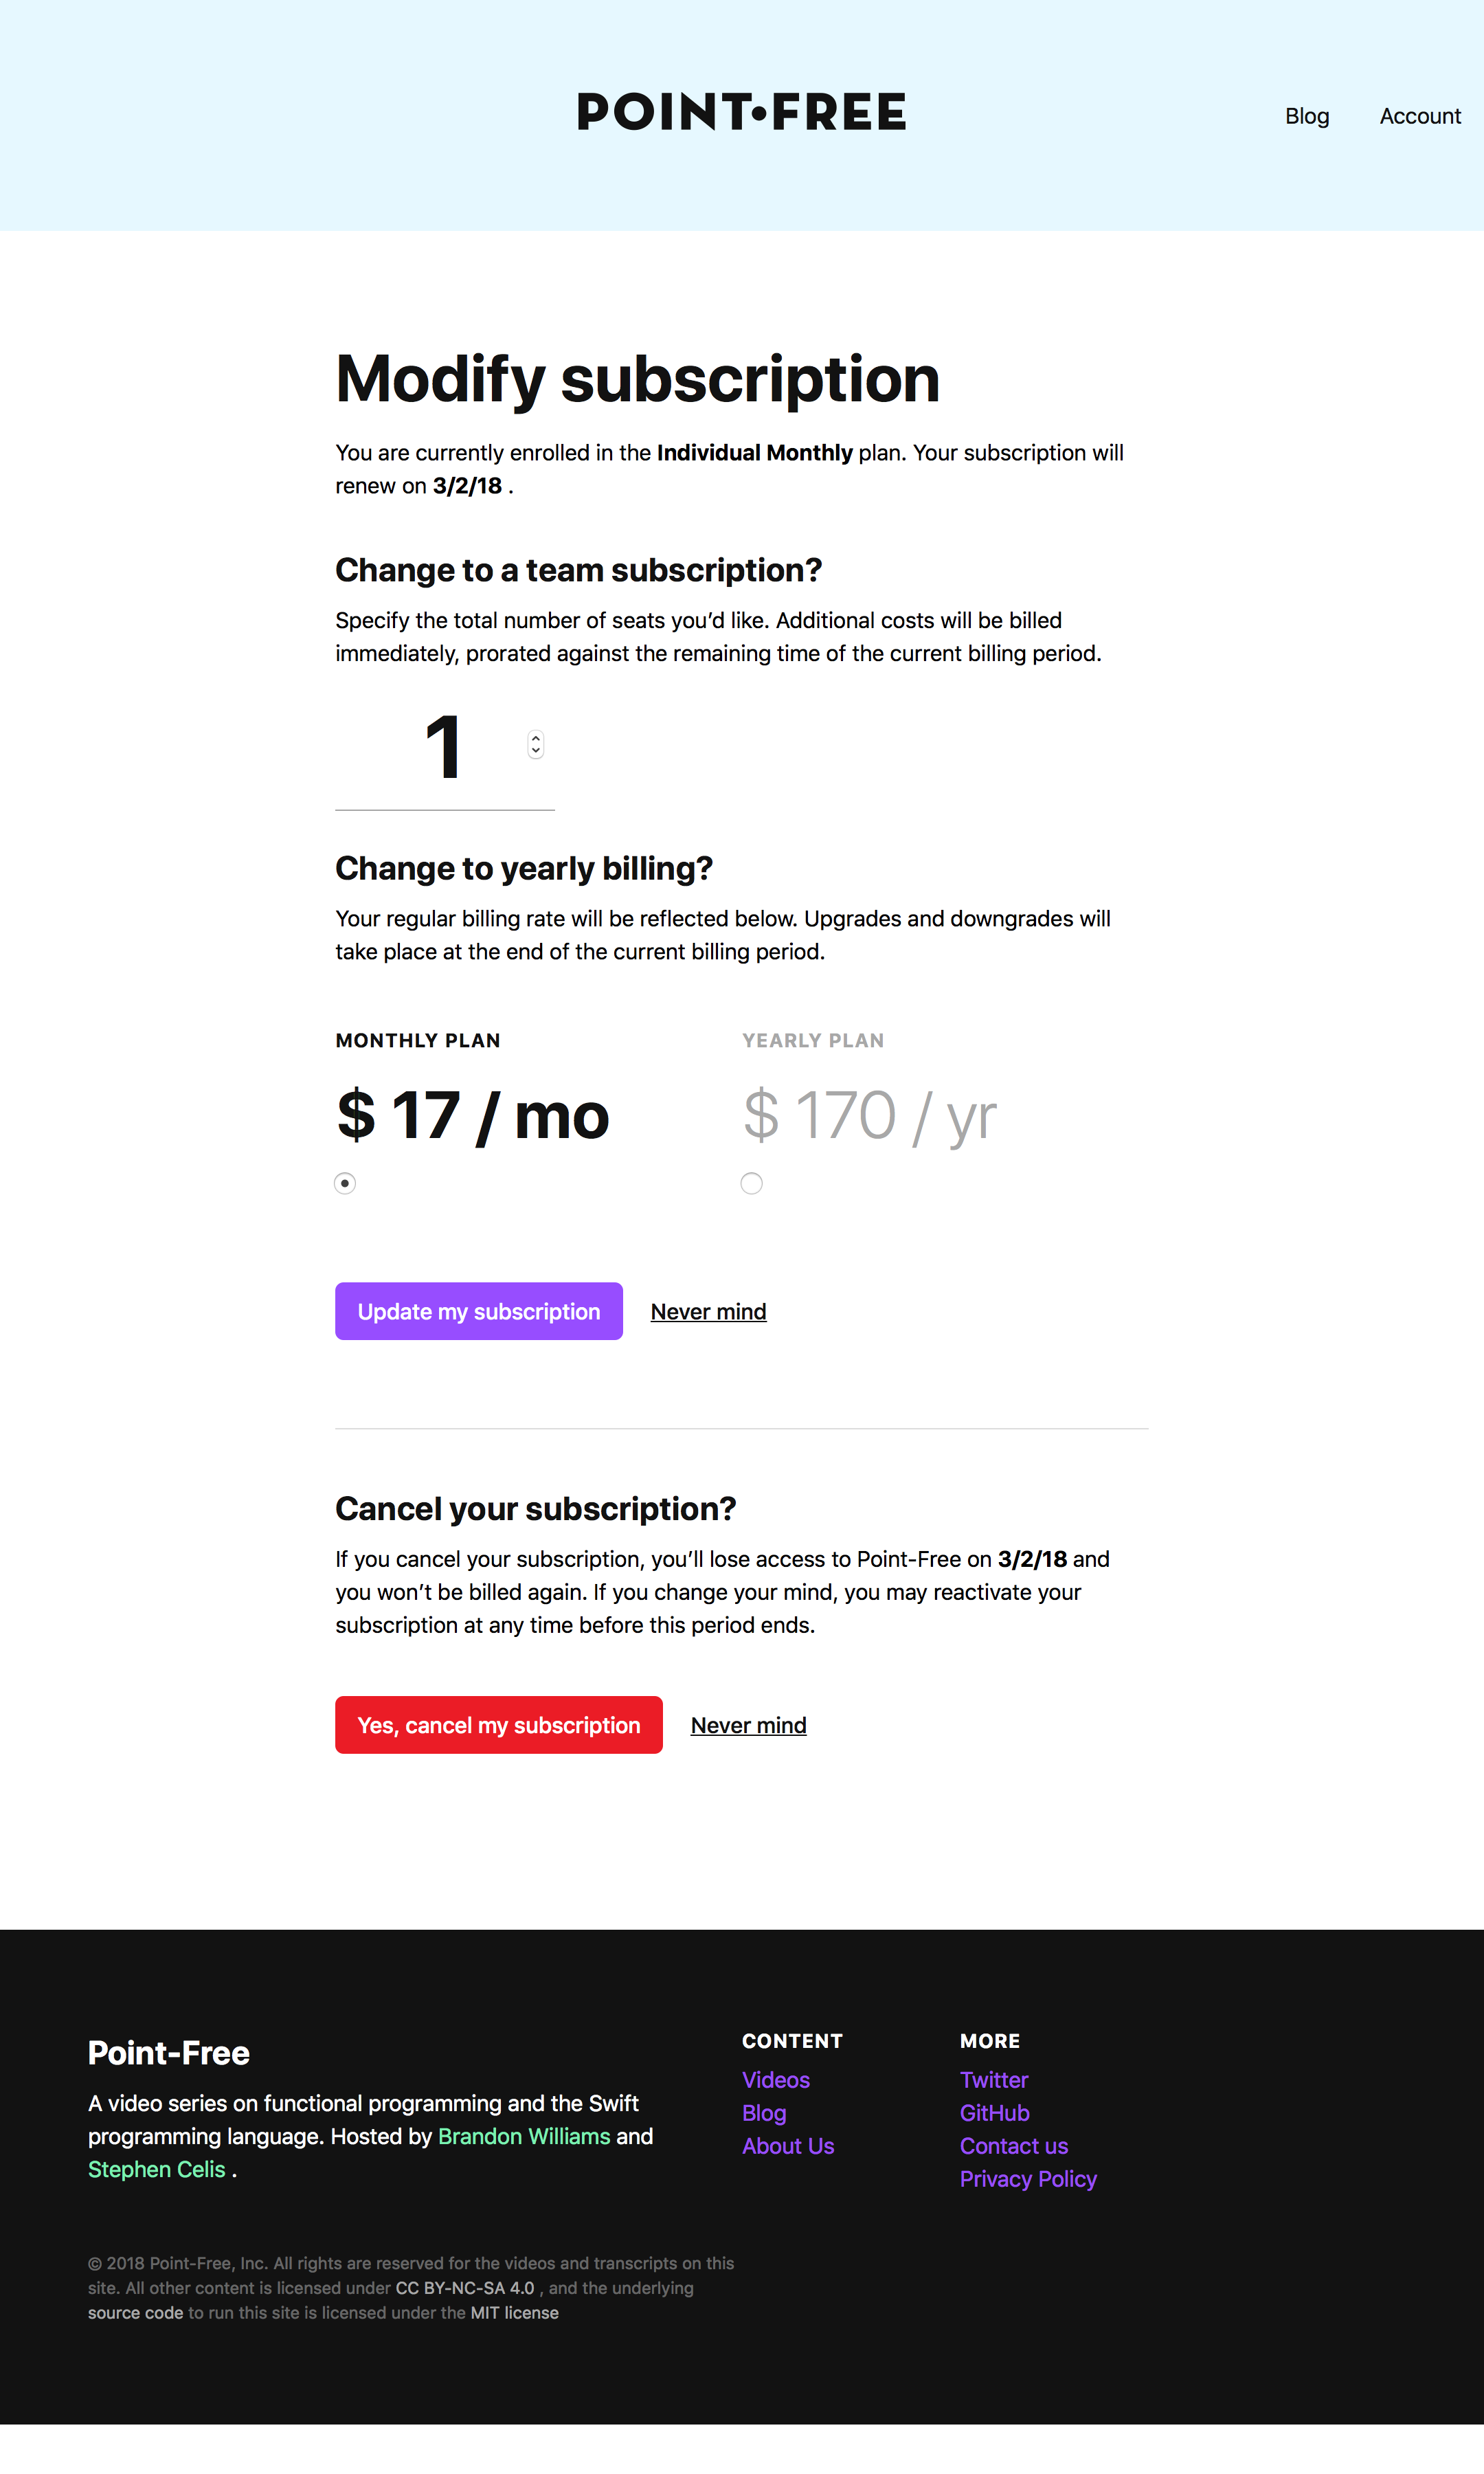 POINT•FREE
Blog Account
Modify subscription
You are currently enrolled in the Individual Monthly plan. Your subscription will
renew on 3/2/18 .
Change to a team subscription?
Specify the total number of seats you’d like. Additional costs will be billed
immediately, prorated against the remaining time of the current billing period.
1
Change to yearly billing?
Your regular billing rate will be reflected below. Upgrades and downgrades will
take place at the end of the current billing period.
MONTHLY PLAN YEARLY PLAN
$ 17 / mo $ 170 / yr
Update my subscription Never mind
Cancel your subscription?
If you cancel your subscription, you’ll lose access to Point-Free on 3/2/18 and
you won’t be billed again. If you change your mind, you may reactivate your
subscription at any time before this period ends.
Yes, cancel my subscription Never mind
Point-Free
A video series on functional programming and the Swift
programming language. Hosted by Brandon Williams and
Stephen Celis .
CONTENT
Videos
Blog
About Us
MORE
Twitter
GitHub
Contact us
Privacy Policy
© 2018 Point-Free, Inc. All rights are reserved for the videos and transcripts on this
site. All other content is licensed under CC BY-NC-SA 4.0 , and the underlying
source code to run this site is licensed under the MIT license